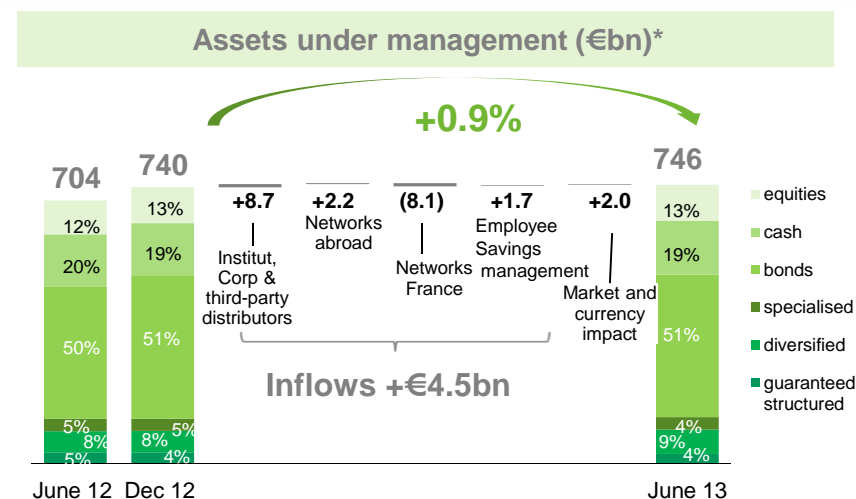 Assets under management (€bn)*
+0.9%
704
740
746
+8.7
+2.2
(8.1)
+1.7
+2.0
Institut,
Corp &
third-party
distributors
Networks
abroad
Networks
France
Employee
Savings
management
Market and
currency
impact
Inflows +€4.5bn
12%
20%
50%
5%
8%
5%
13%
19%
51%
5%
8%
4%
13%
19%
51%
4%
9%
4%
equities
cash
bonds
specialised
diversified
guaranteed
structured
June 12
Dec 12
June 13